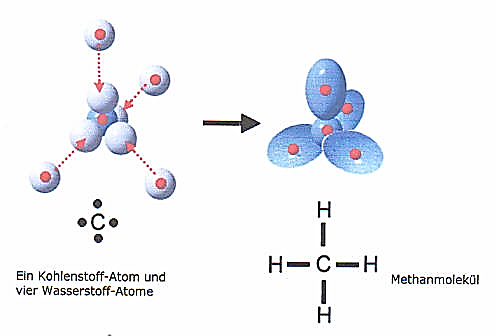 C
Ein Kohlenstoff-Atom und
vier Wasserstoff-Atome
H
H C H
H
Methanmolekül